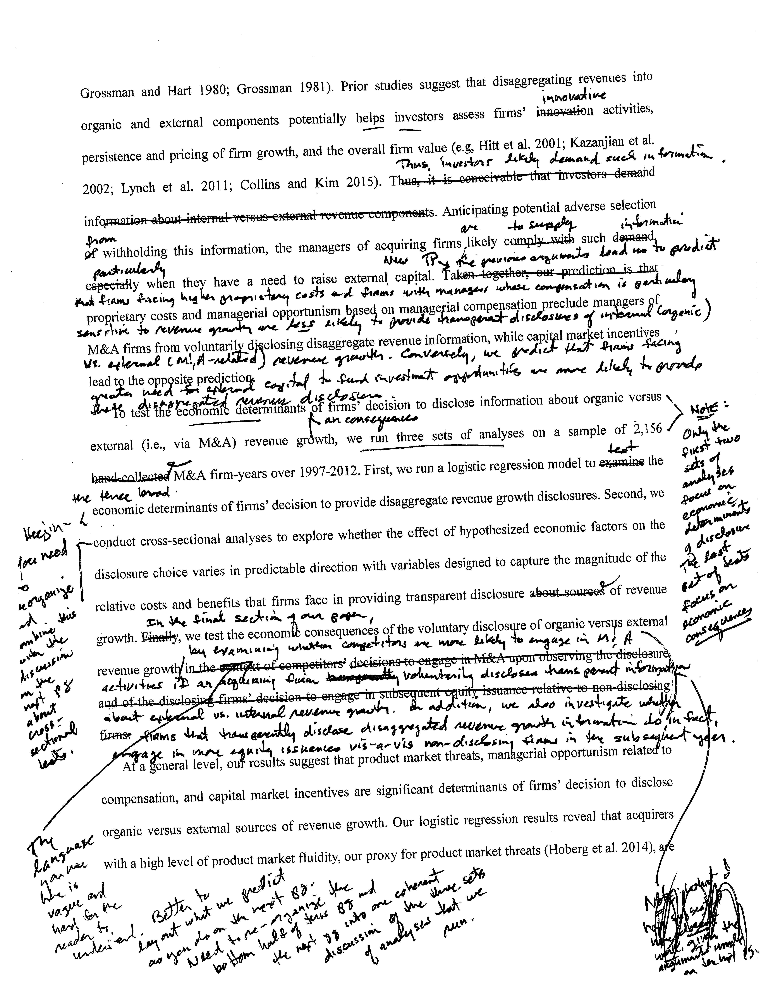 Grossman and Hart 1980; Grossman 1981). Prior studies suggest that disaggregating revenues into
innovative
organic and external components potentially helps investors assess firms' innovation activities,
persistence and pricing of firm growth, and the overall firm value (e.g, Hitt et al. 2001; Kazanjian et al.
Thus, investors likely demand such information.
2002; Lynch et al. 2011; Collins and Kim 2015). Thus, it is conceivable that investors demand
information about internal versus external revenue components. Anticipating potential adverse selection
from are to supply information
of withholding this information, the managers of acquiring firms likely comply with such demand,
particularly New the previous arguments lead us to predict
especially when they have a need to raise external capital. Taken together, our prediction is that
that firms facing higher proprietary costs and firms with managers whose compensation is particulary
proprietary costs and managerial opportunism based on managerial compensation preclude managers of
sensitive to revenue growth are less likely to provide transparent disclosures of internal (organic)
M&A firms from voluntarily disclosing disaggregate revenue information, while capital market incentives
vs. external (M&A-related) revenue growth. Conversely, we predict that firms facing
lead to the opposite prediction.
greater need for external capital to fund investment opportunities are more likely to provide
these disaggregated revenue disclosures.
To test the economic determinants of firms' decision to disclose information about organic versus
an consequences
external (i.e., via M&A) revenue growth, we run three sets of analyses on a sample of 2,156
test
hand-collected M&A firm-years over 1997-2012. First, we run a logistic regression model to examine the
the three broad
economic determinants of firms' decision to provide disaggregate revenue growth disclosures. Second, we
conduct cross-sectional analyses to explore whether the effect of hypothesized economic factors on the
disclosure choice varies in predictable direction with variables designed to capture the magnitude of the
relative costs and benefits that firms face in providing transparent disclosure about sources of revenue
In the final section of our paper,
growth. Finally, we test the economic consequences of the voluntary disclosure of organic versus external
by examining whether competitors are more likely to engage in M&A
revenue growth in the context of competitors' decisions to engage in M&A upon observing the disclosure
activities if an acquiring firm voluntarily discloses transparent information
and of the disclosing firms' decision to engage in subsequent equity issuance relative to non-disclosing
about external vs. internal revenue growth. In addition, we also investigate whether
firms. firms that transparently disclose disaggregated revenue growth information do, in fact,
engage in more equity issuances vis-a-vis non-disclosing firms in the subsequent year.
At a general level, our results suggest that product market threats, managerial opportunism related to
compensation, and capital market incentives are significant determinants of firms' decision to disclose
organic versus external sources of revenue growth. Our logistic regression results reveal that acquirers
with a high level of product market fluidity, our proxy for product market threats (Hoberg et al. 2014), are
NOTE:
Only the
first two
sets of
analyses
focus on
economic
determinants
of disclosure
The last
set of tests
focus on
economic
consequences
you need
to
reorganize
this
with the
discussion
on the
next pg
about
cross-
sectional
tests.
The
language
you use
here is
vague and
hard for the
reader to
understand.
Better to
lay out what we predict
as you do on the next pg.
Need to re-organize the
bottom half of this pg and
the next pg into one coherent
discussion of the three sets
of analyses that we
run.
Note: what
given the
arguments
on the next pg.